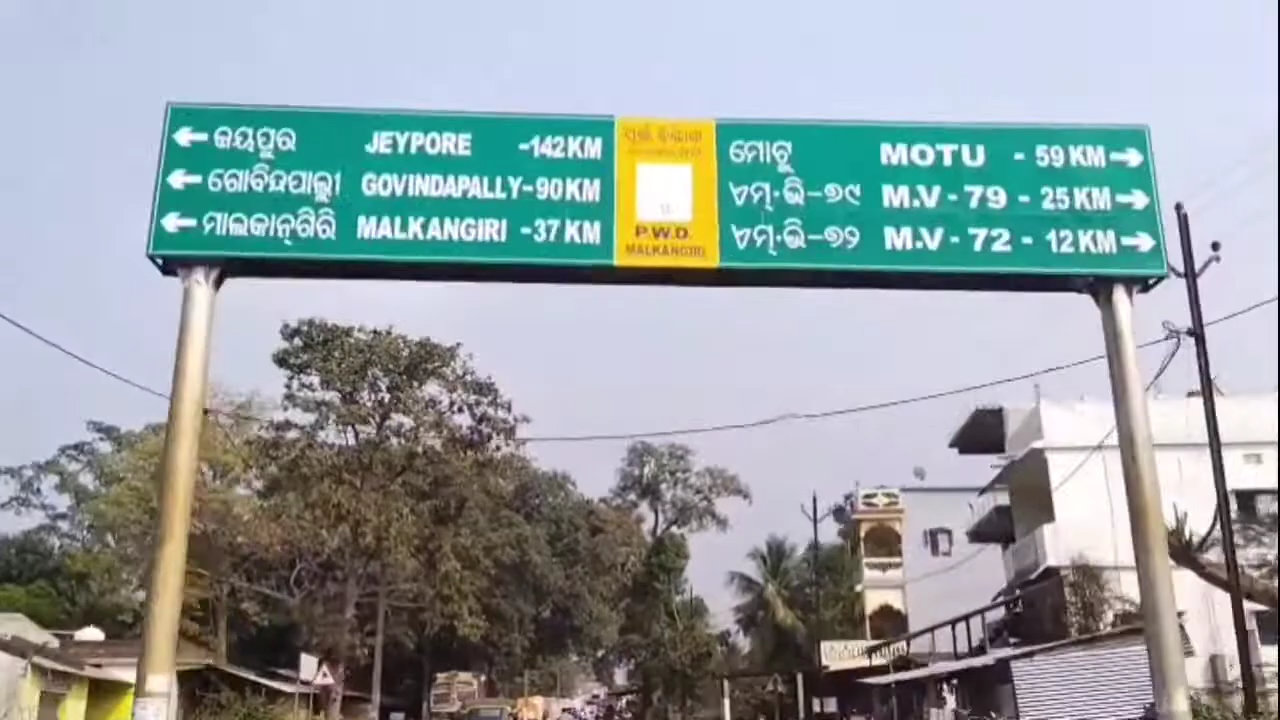 ଜୟପୁର JEYPORE -142 KM
ଗୋବିନ୍ଦପାଲ୍ଲୀ GOVINDAPALLY-90 KM
ମାଲକାନ୍‌ଗିରି MALKANGIRI -37 KM
ପୂର୍ତ୍ତ ବିଭାଗ
P.W.D.
MALKANGIRI
ମୋଟୁ MOTU - 59 KM
ଏମ୍.ଭି-୭୯ M.V - 79 - 25 KM
ଏମ୍.ଭି-୭୨ M.V - 72 - 12 KM